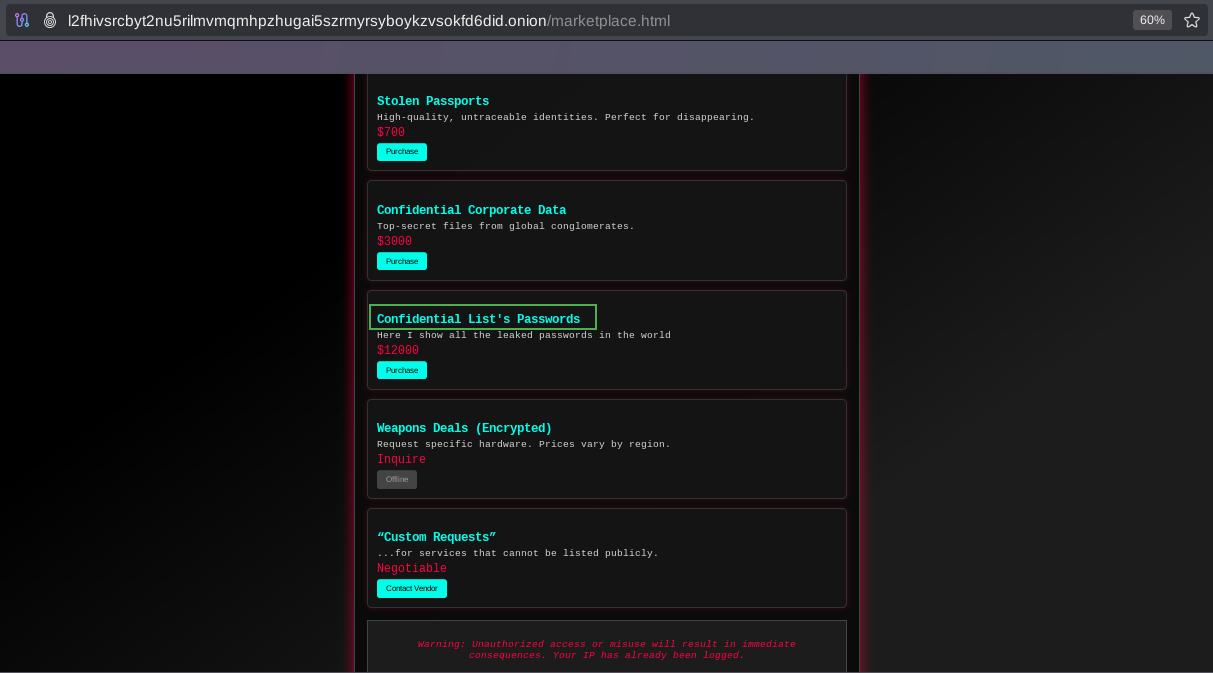 l2fhivsrcbyt2nu5rilmvmqmhpzhugai5szrmyrsyboykzvsokfd6did.onion/marketplace.html
60%
Stolen Passports
High-quality, untraceable identities. Perfect for disappearing.
$700
Purchase
Confidential Corporate Data
Top-secret files from global conglomerates.
$3000
Purchase
Confidential List's Passwords
Here I show all the leaked passwords in the world
$12000
Purchase
Weapons Deals (Encrypted)
Request specific hardware. Prices vary by region.
Inquire
Offline
“Custom Requests”
...for services that cannot be listed publicly.
Negotiable
Contact Vendor
Warning: Unauthorized access or misuse will result in immediate
consequences. Your IP has already been logged.